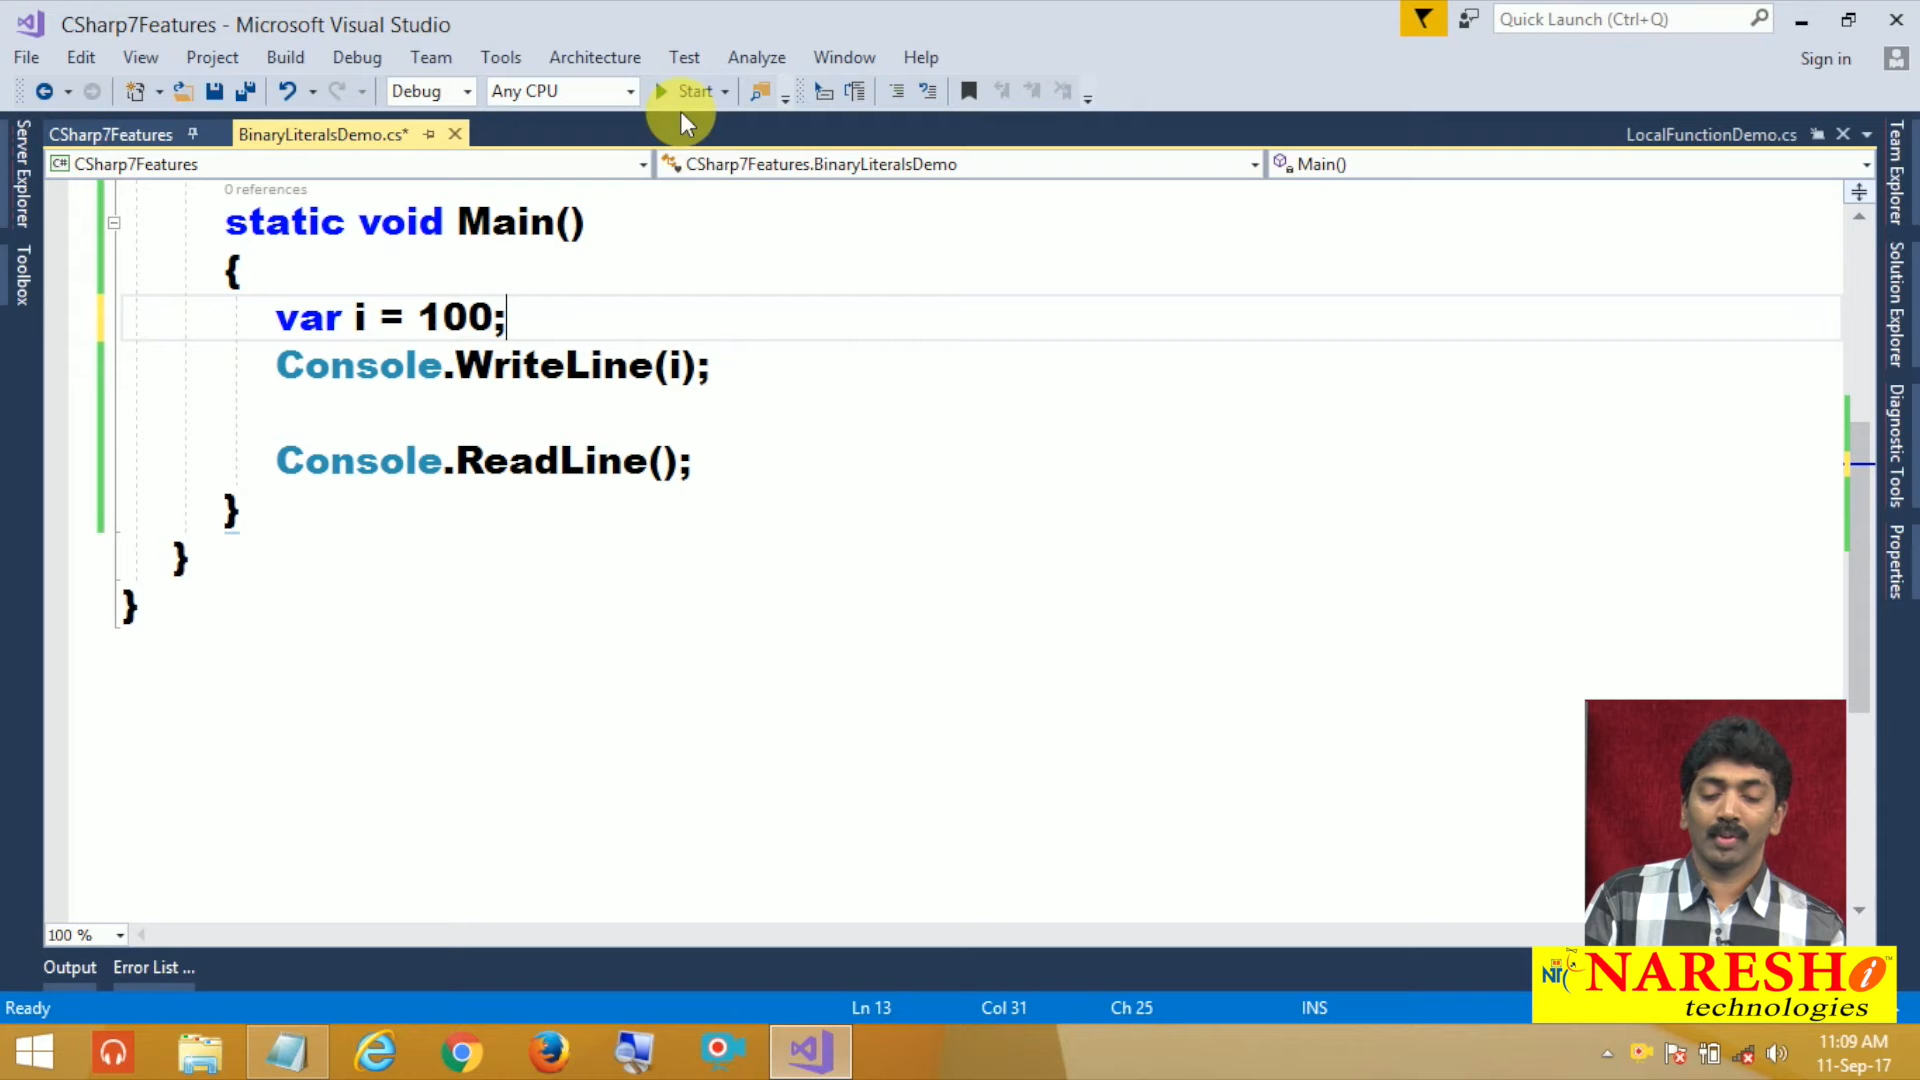 CSharp7Features - Microsoft Visual Studio
Quick Launch (Ctrl+Q)
File Edit View Project Build Debug Team Tools Architecture Test Analyze Window Help
Sign in
Debug Any CPU Start
CSharp7Features BinaryLiteralsDemo.cs* LocalFunctionDemo.cs
C# CSharp7Features CSharp7Features.BinaryLiteralsDemo Main()
Server Explorer
Toolbox
Team Explorer
Solution Explorer
Diagnostic Tools
Properties
0 references
static void Main()
{
var i = 100;
Console.WriteLine(i);
Console.ReadLine();
}
}
}
100 %
Output Error List ...
Ready Ln 13 Col 31 Ch 25 INS
NARESH i
technologies
11:09 AM
11-Sep-17